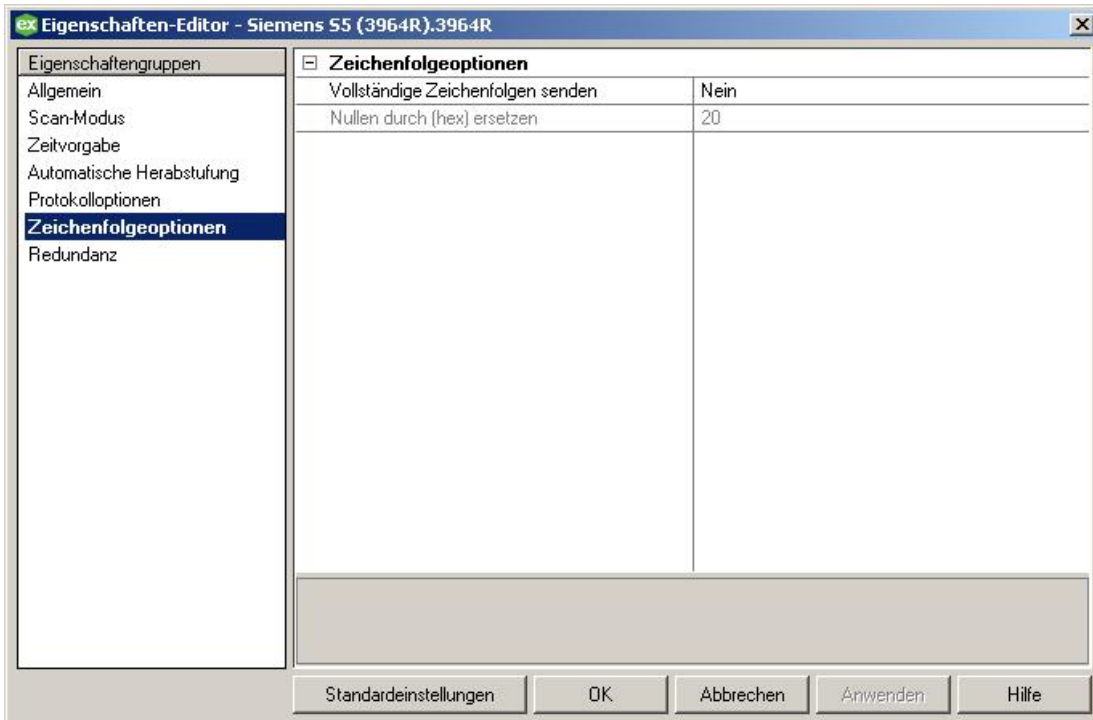 ex Eigenschaften-Editor - Siemens S5 (3964R).3964R
Eigenschaftengruppen
Allgemein
Scan-Modus
Zeitvorgabe
Automatische Herabstufung
Protokolloptionen
Zeichenfolgeoptionen
Redundanz
Zeichenfolgeoptionen
Vollständige Zeichenfolgen senden Nein
Nullen durch (hex) ersetzen 20
Standardeinstellungen OK Abbrechen Anwenden Hilfe